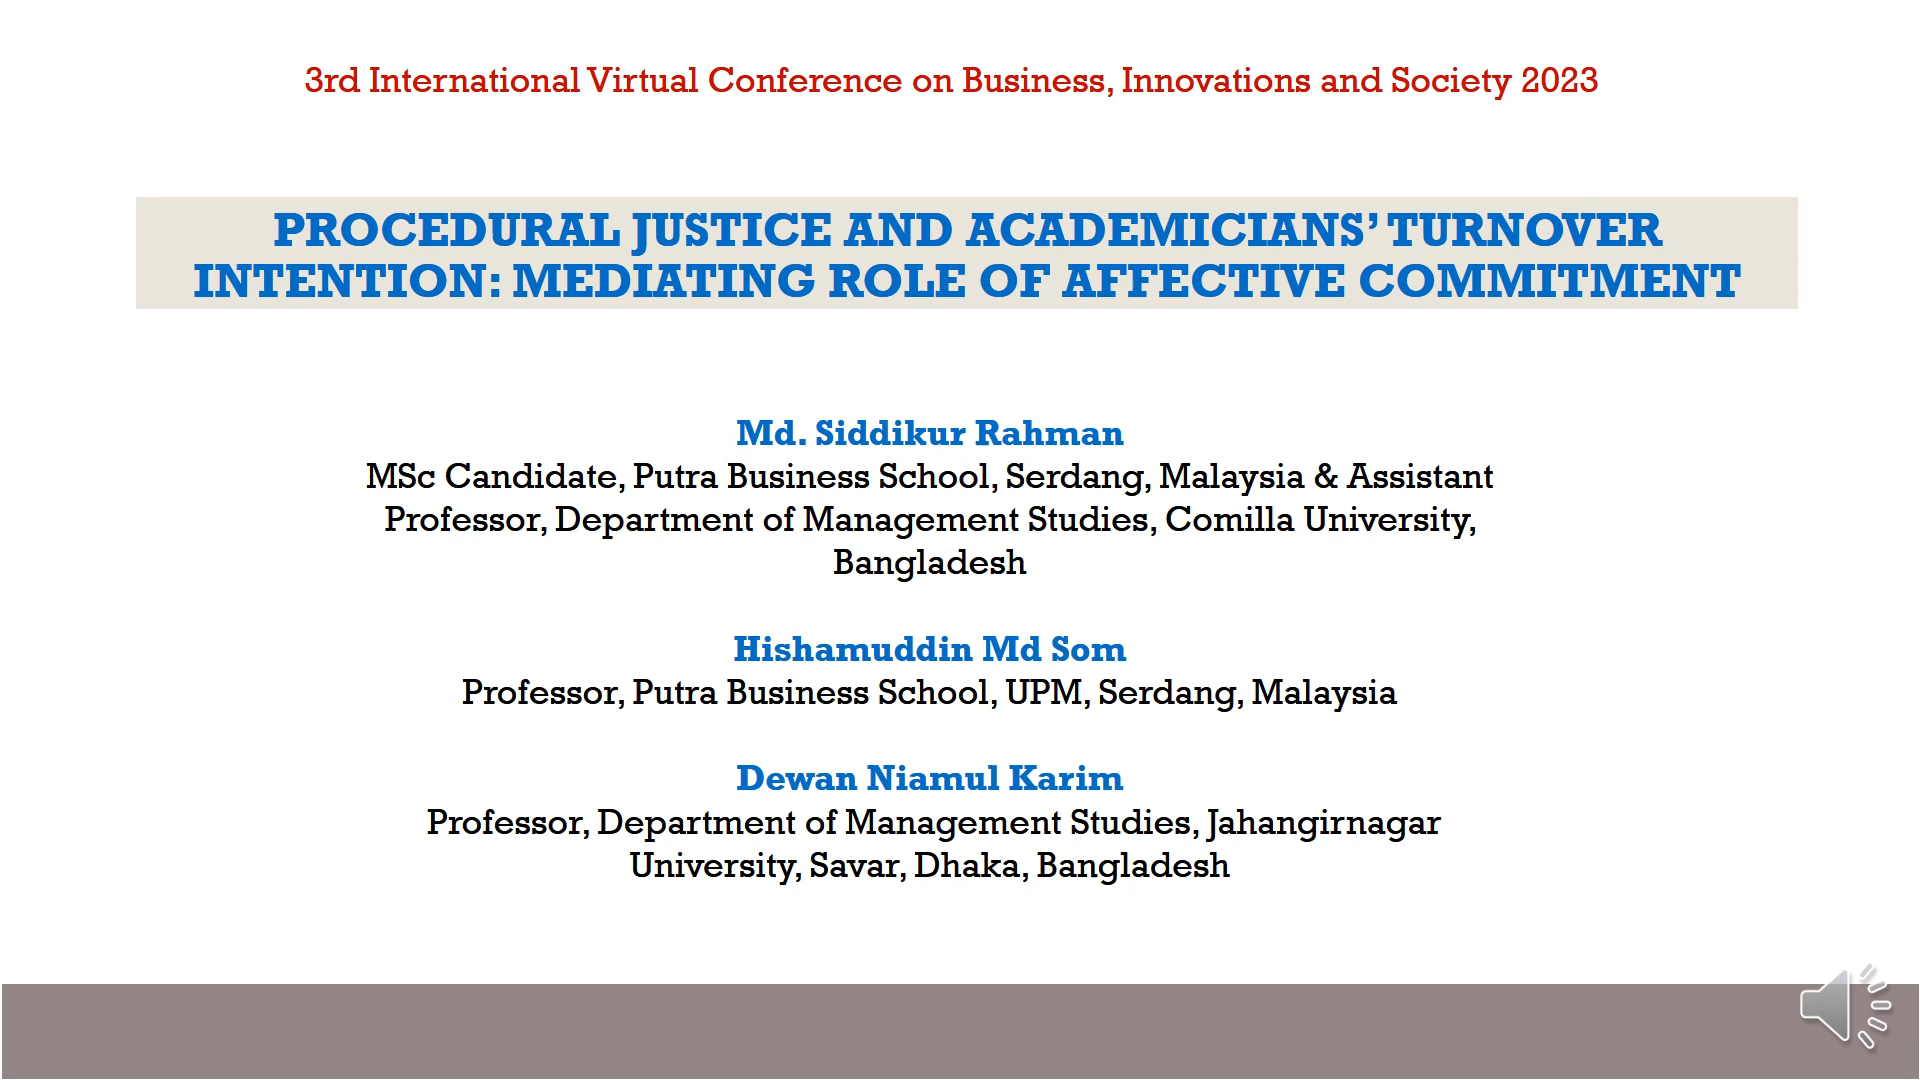 3rd International Virtual Conference on Business, Innovations and Society 2023
PROCEDURAL JUSTICE AND ACADEMICIANS’ TURNOVER
INTENTION: MEDIATING ROLE OF AFFECTIVE COMMITMENT
Md. Siddikur Rahman
MSc Candidate, Putra Business School, Serdang, Malaysia & Assistant
Professor, Department of Management Studies, Comilla University,
Bangladesh
Hishamuddin Md Som
Professor, Putra Business School, UPM, Serdang, Malaysia
Dewan Niamul Karim
Professor, Department of Management Studies, Jahangirnagar
University, Savar, Dhaka, Bangladesh